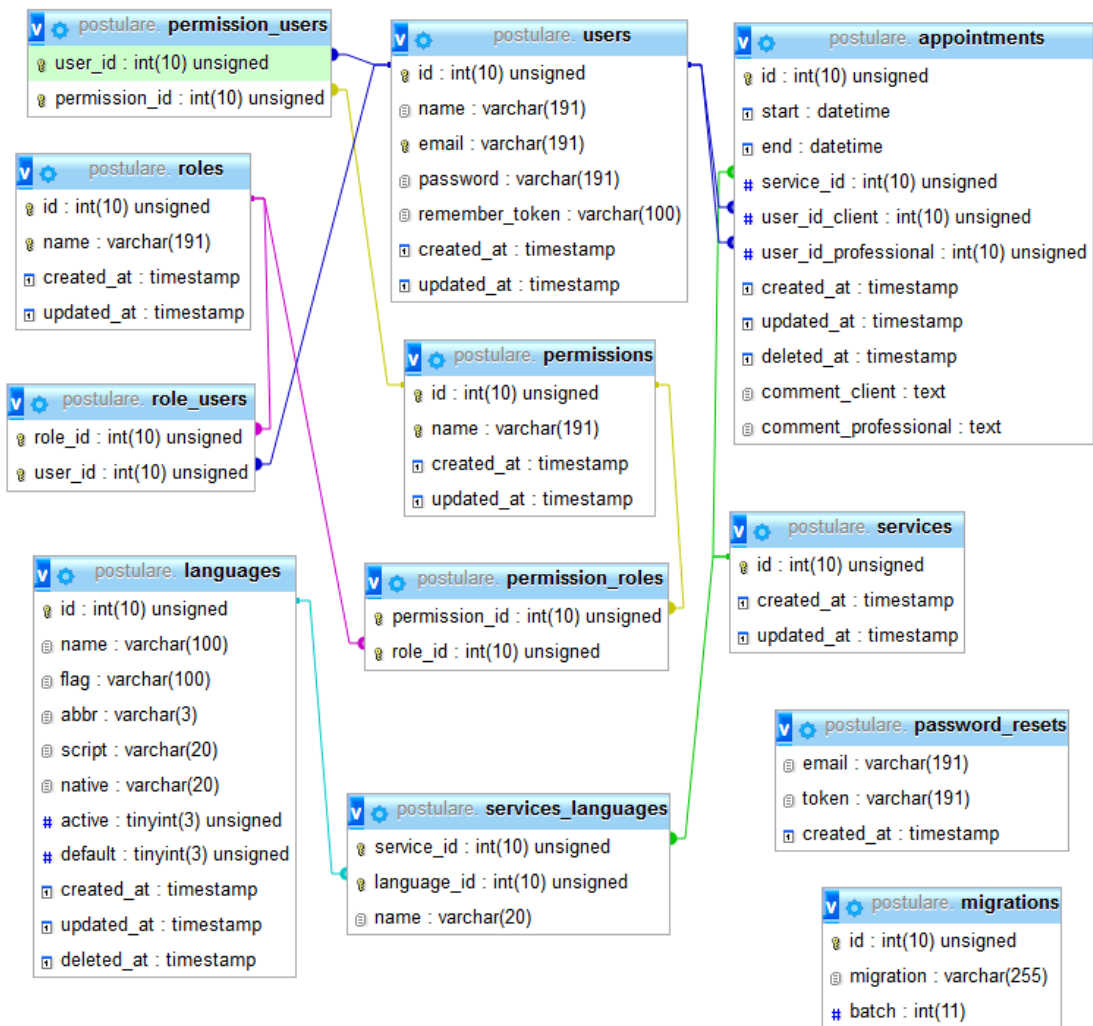 postulare. permission_users
user_id : int(10) unsigned
permission_id : int(10) unsigned
postulare. users
id : int(10) unsigned
name : varchar(191)
email : varchar(191)
password : varchar(191)
remember_token : varchar(100)
created_at : timestamp
updated_at : timestamp
postulare. appointments
id : int(10) unsigned
start : datetime
end : datetime
service_id : int(10) unsigned
user_id_client : int(10) unsigned
user_id_professional : int(10) unsigned
created_at : timestamp
updated_at : timestamp
deleted_at : timestamp
comment_client : text
comment_professional : text
postulare. roles
id : int(10) unsigned
name : varchar(191)
created_at : timestamp
updated_at : timestamp
postulare. permissions
id : int(10) unsigned
name : varchar(191)
created_at : timestamp
updated_at : timestamp
postulare. role_users
role_id : int(10) unsigned
user_id : int(10) unsigned
postulare. services
id : int(10) unsigned
created_at : timestamp
updated_at : timestamp
postulare. languages
id : int(10) unsigned
name : varchar(100)
flag : varchar(100)
abbr : varchar(3)
script : varchar(20)
native : varchar(20)
active : tinyint(3) unsigned
default : tinyint(3) unsigned
created_at : timestamp
updated_at : timestamp
deleted_at : timestamp
postulare. permission_roles
permission_id : int(10) unsigned
role_id : int(10) unsigned
postulare. password_resets
email : varchar(191)
token : varchar(191)
created_at : timestamp
postulare. services_languages
service_id : int(10) unsigned
language_id : int(10) unsigned
name : varchar(20)
postulare. migrations
id : int(10) unsigned
migration : varchar(255)
batch : int(11)